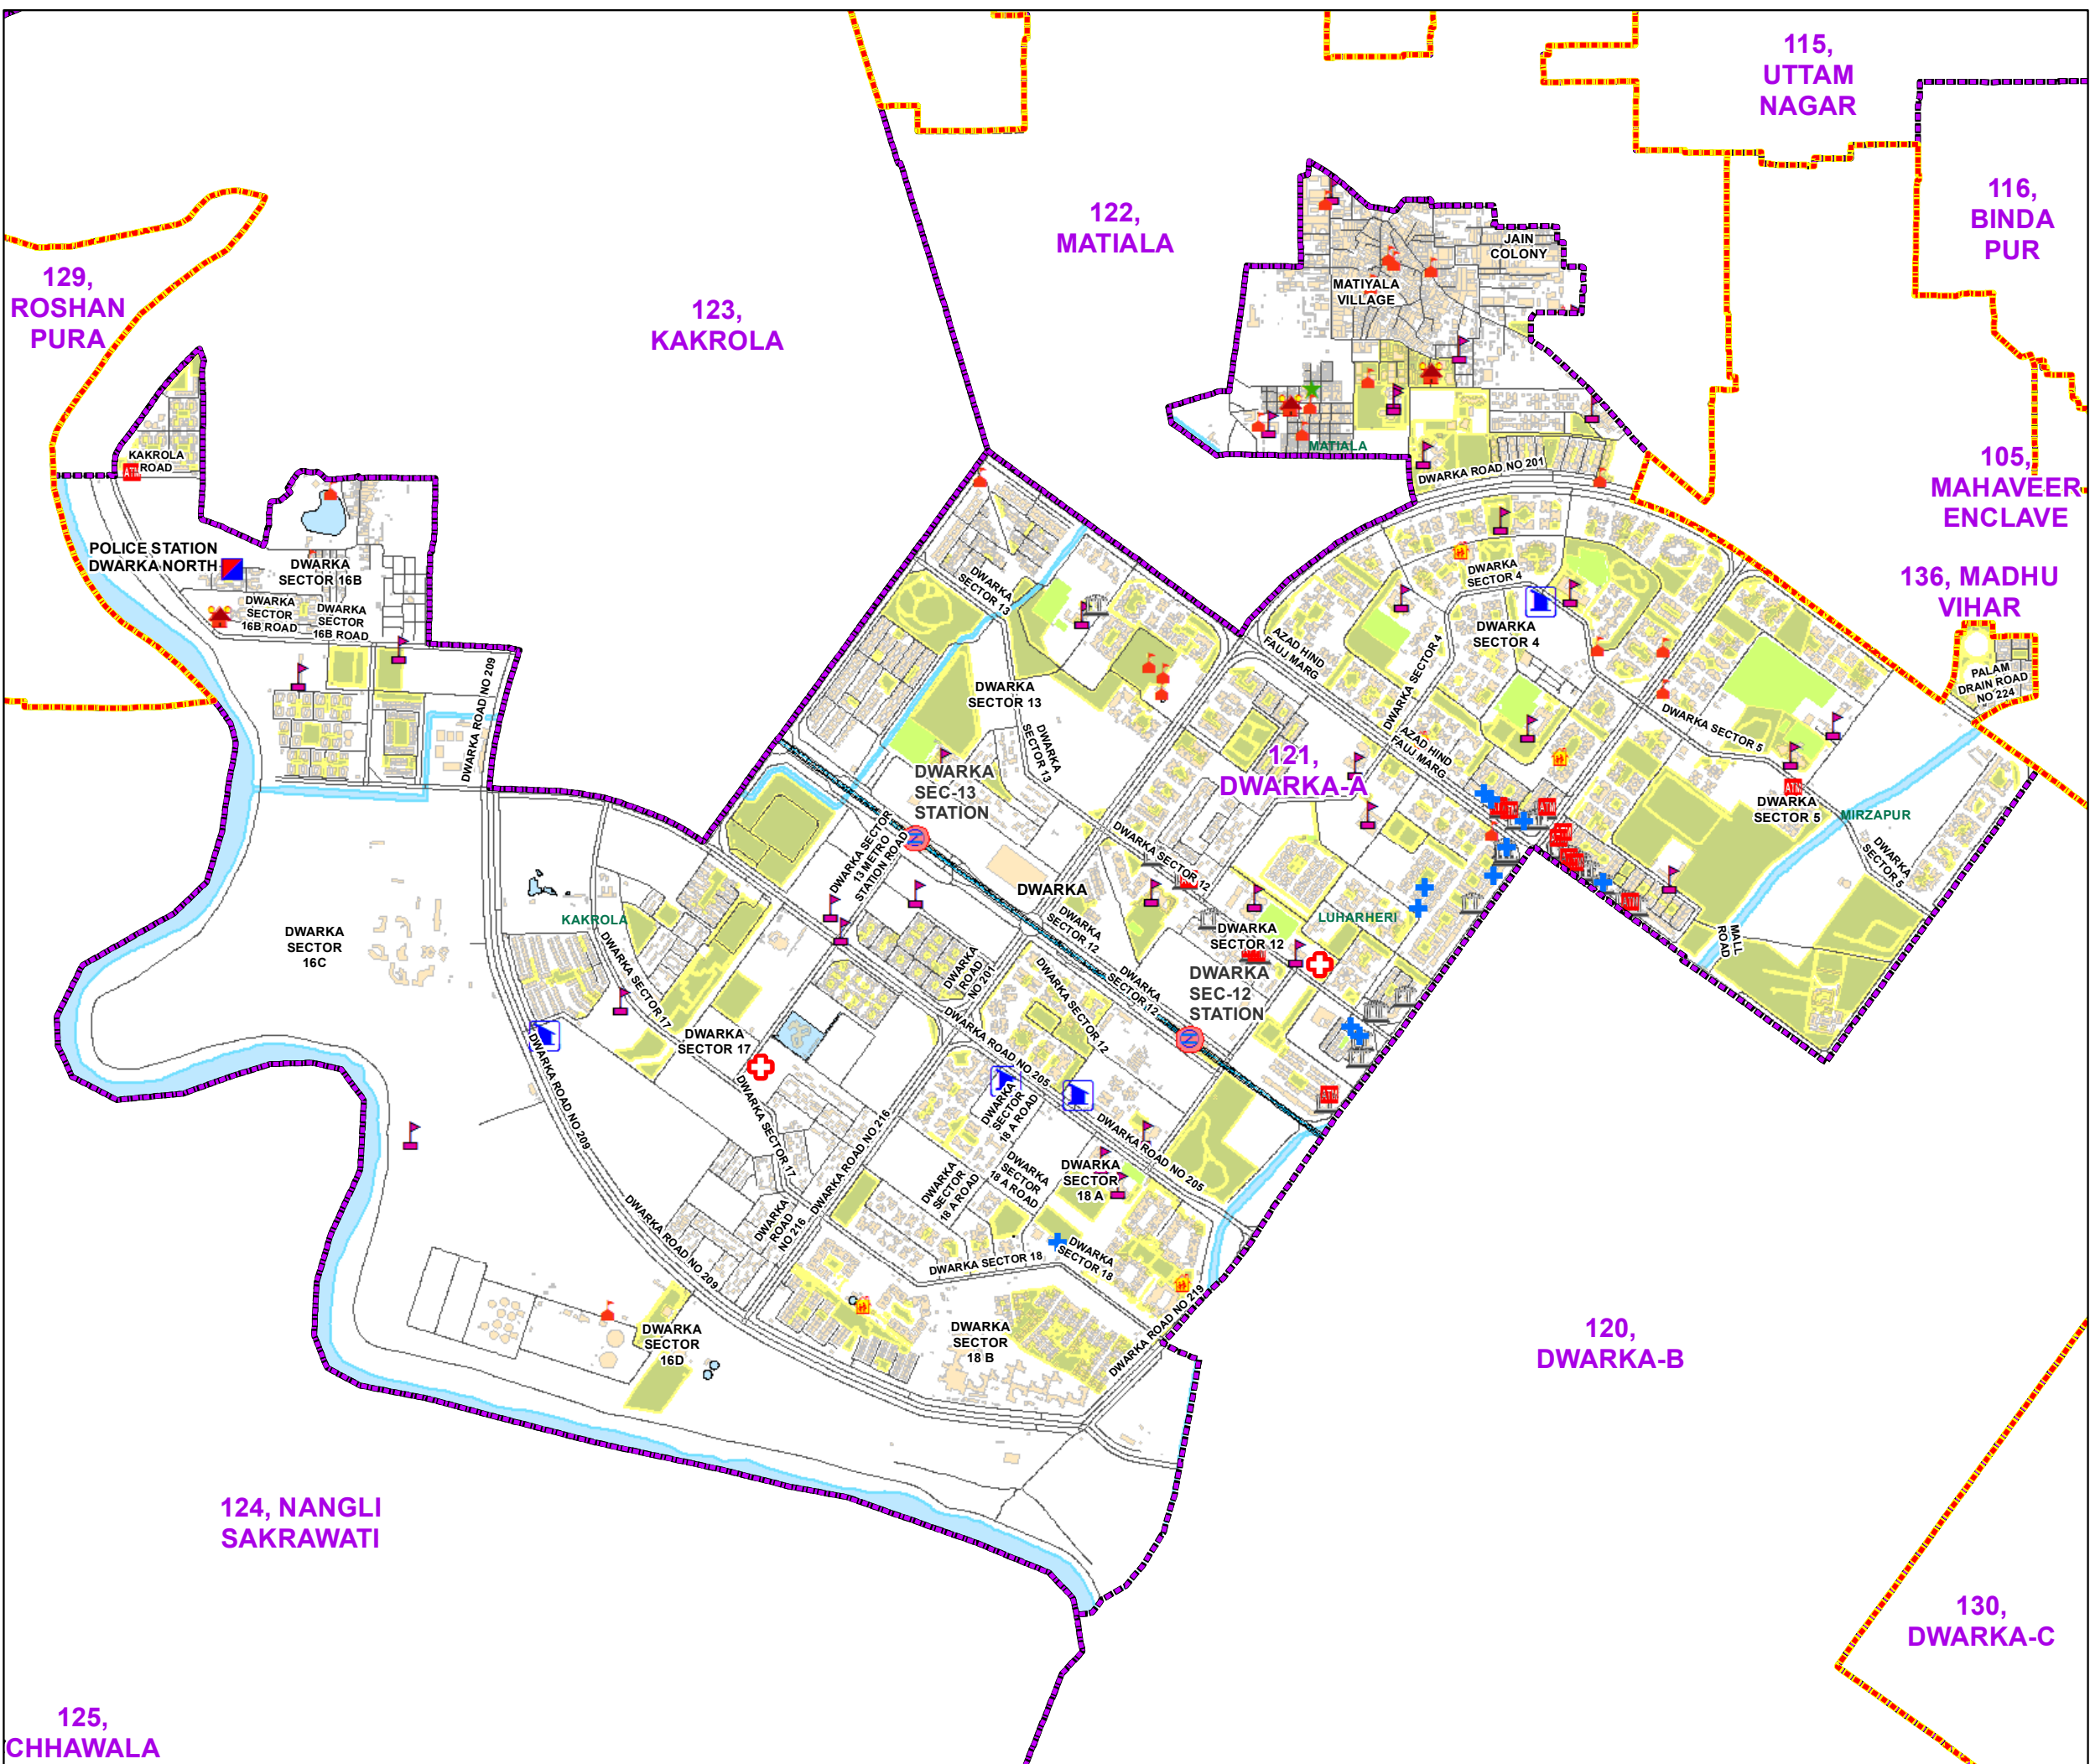 115,
UTTAM
NAGAR
116,
BINDA
PUR
122,
MATIALA
129,
ROSHAN
PURA
123,
KAKROLA
JAIN
COLONY
MATIYALA
VILLAGE
MATIALA
DWARKA ROAD NO 201
105,
MAHAVEER
ENCLAVE
136, MADHU
VIHAR
PALAM
DRAIN ROAD
NO 224
KAKROLA
ROAD
ATM
POLICE STATION
DWARKA NORTH
DWARKA
SECTOR 16B
DWARKA
SECTOR
16B ROAD
DWARKA
SECTOR
16B ROAD
DWARKA ROAD NO 209
DWARKA
SECTOR 13
DWARKA
SECTOR 13
DWARKA
SECTOR 13
DWARKA
SECTOR 4
DWARKA
SECTOR 4
DWARKA SECTOR 4
AZAD HIND
FAUJ MARG
AZAD HIND
FAUJ MARG
121,
DWARKA-A
DWARKA SECTOR 5
ATM
DWARKA
SECTOR 5
MIRZAPUR
DWARKA
SECTOR 5
MALL
ROAD
ATM
ATM
DWARKA
SEC-13
STATION
DWARKA SECTOR
13 METRO
STATION ROAD
DWARKA
DWARKA SECTOR 12
DWARKA
SECTOR 12
DWARKA
SECTOR 12
LUHARHERI
DWARKA
SECTOR 12
DWARKA
SEC-12
STATION
ATM
DWARKA
SECTOR
16C
KAKROLA
DWARKA SECTOR 17
DWARKA
SECTOR 17
DWARKA SECTOR 17
DWARKA
ROAD
NO 201
DWARKA SECTOR 12
DWARKA ROAD NO 205
DWARKA ROAD NO 205
DWARKA ROAD NO 209
DWARKA ROAD NO 209
DWARKA ROAD NO 216
DWARKA
ROAD
NO 216
DWARKA
SECTOR
18 A ROAD
DWARKA
SECTOR
18 A ROAD
DWARKA
SECTOR
18 A ROAD
DWARKA
SECTOR
18 A
DWARKA SECTOR 18
DWARKA
SECTOR 18
DWARKA ROAD NO 219
DWARKA
SECTOR
18 B
DWARKA
SECTOR
16D
120,
DWARKA-B
124, NANGLI
SAKRAWATI
130,
DWARKA-C
125,
CHHAWALA